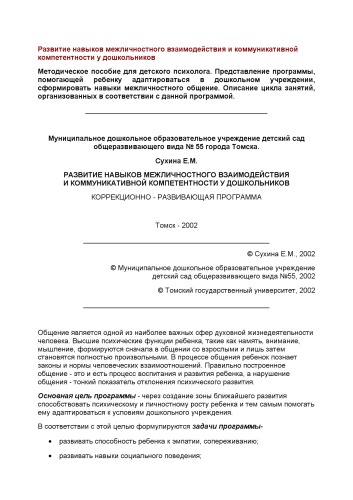 Развитие навыков межличностного взаимодействия и коммуникативной
компетентности у дошкольников
Методическое пособие для детского психолога. Представление программы,
помогающей ребенку адаптироваться в дошкольном учреждении,
сформировать навыки межличностного общение. Описание цикла занятий,
организованных в соответствии с данной программой.
Муниципальное дошкольное образовательное учреждение детский сад
общеразвивающего вида № 55 города Томска.
Сухина Е.М.
РАЗВИТИЕ НАВЫКОВ МЕЖЛИЧНОСТНОГО ВЗАИМОДЕЙСТВИЯ
И КОММУНИКАТИВНОЙ КОМПЕТЕНТНОСТИ У ДОШКОЛЬНИКОВ
КОРРЕКЦИОННО - РАЗВИВАЮЩАЯ ПРОГРАММА
Томск - 2002
© Сухина Е.М., 2002
© Муниципальное дошкольное образовательное учреждение
детский сад общеразвивающего вида №55, 2002
© Томский государственный университет, 2002
Общение является одной из наиболее важных сфер духовной жизнедеятельности
человека. Высшие психические функции ребенка, такие как намять, внимание,
мышление, формируются сначала в общении со взрослыми и лишь затем
становятся полностью произвольными. В процессе общения ребенок познает
законы и нормы человеческих взаимоотношений. Правильно построенное
общение - это и есть процесс воспитания и развития ребенка, а нарушение
общения - тонкий показатель отклонения психического развития.
Основная цель программы - через создание зоны ближайшего развития
способствовать психическому и личностному росту ребенка и тем самым помогать
ему адаптироваться к условиям дошкольного учреждения.
В соответствии с этой целью формулируются задачи программы-
• развивать способность ребенка к эмпатии, сопереживанию;
• развивать навыки социального поведения;